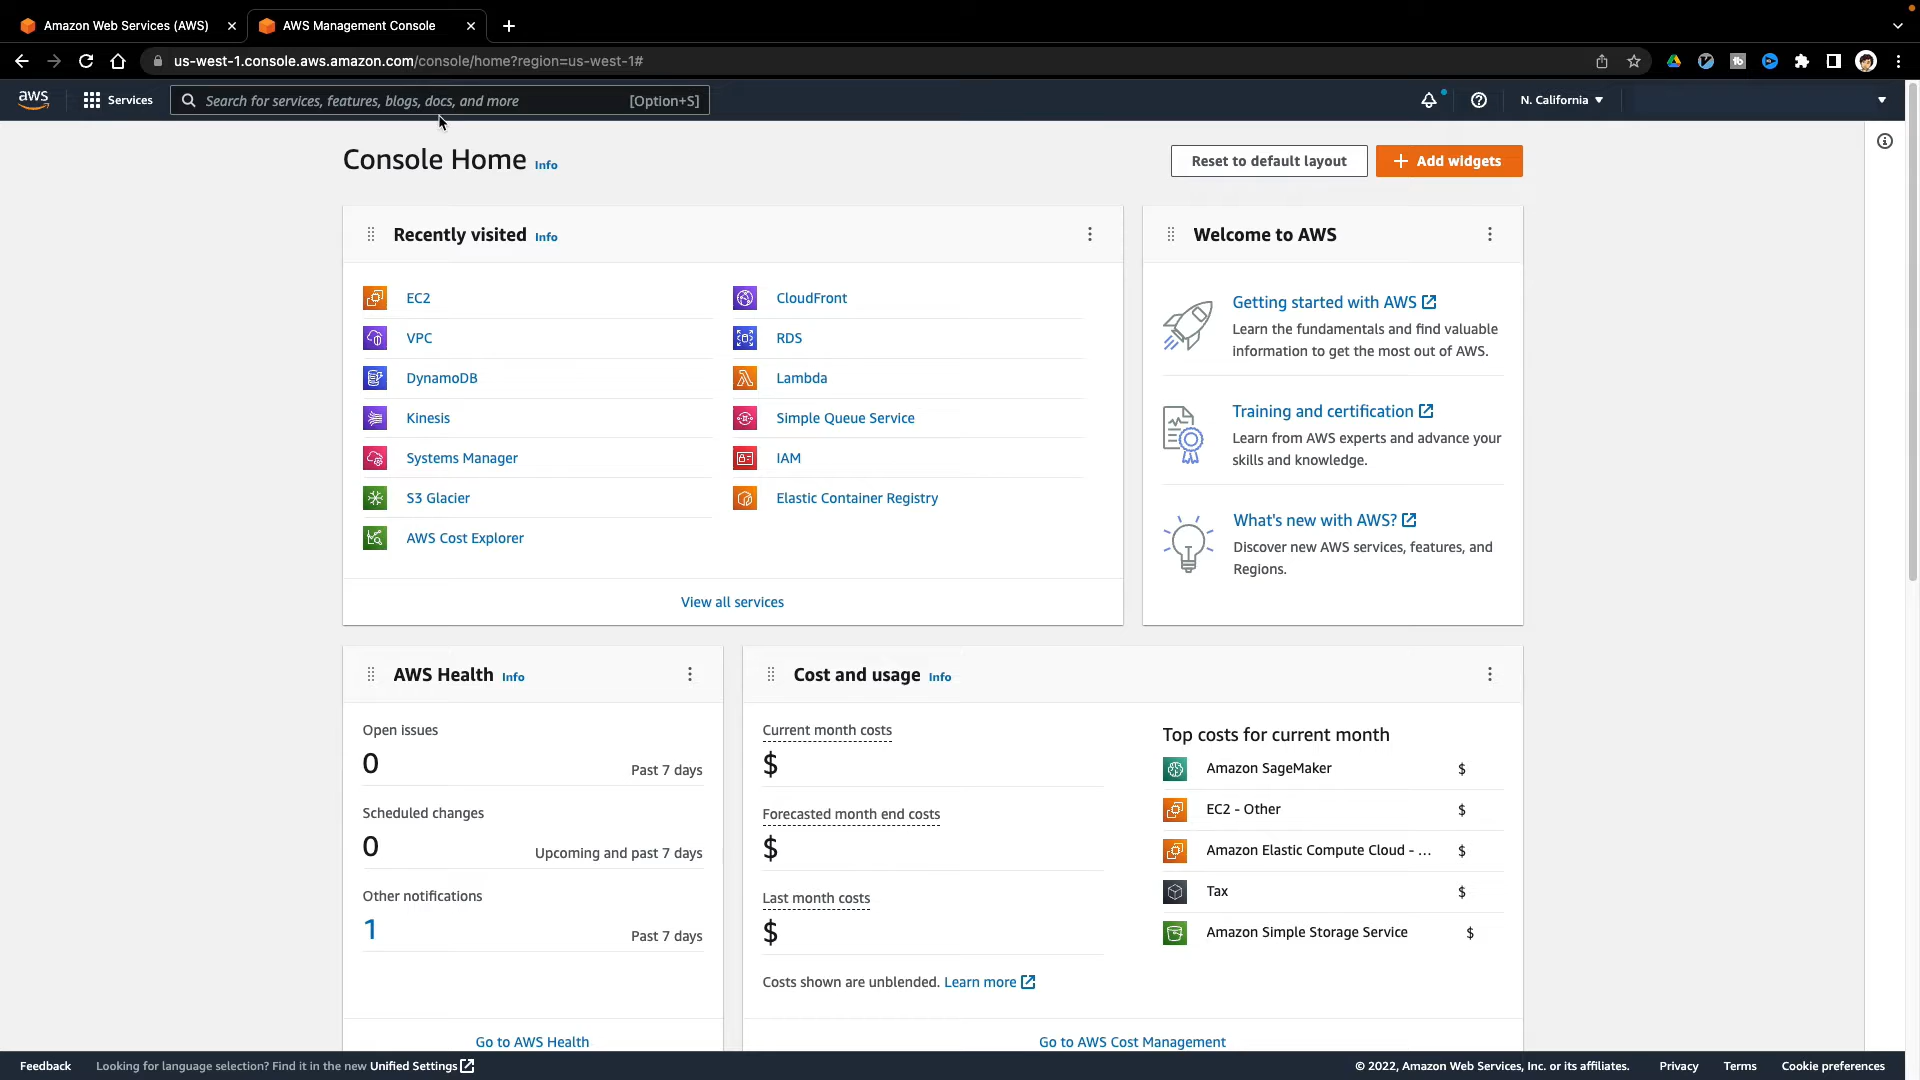 Amazon Web Services (AWS)
AWS Management Console
us-west-1.console.aws.amazon.com/console/home?region=us-west-1#
aws
Services
Search for services, features, blogs, docs, and more
[Option+S]
N. California
Console Home Info
Reset to default layout
Add widgets
Recently visited Info
EC2
VPC
DynamoDB
Kinesis
Systems Manager
S3 Glacier
AWS Cost Explorer
CloudFront
RDS
Lambda
Simple Queue Service
IAM
Elastic Container Registry
View all services
Welcome to AWS
Getting started with AWS
Learn the fundamentals and find valuable
information to get the most out of AWS.
Training and certification
Learn from AWS experts and advance your
skills and knowledge.
What's new with AWS?
Discover new AWS services, features, and
Regions.
AWS Health Info
Open issues
0
Past 7 days
Scheduled changes
0
Upcoming and past 7 days
Other notifications
1
Past 7 days
Go to AWS Health
Cost and usage Info
Current month costs
$
Forecasted month end costs
$
Last month costs
$
Costs shown are unblended. Learn more
Top costs for current month
Amazon SageMaker $
EC2 - Other $
Amazon Elastic Compute Cloud - ... $
Tax $
Amazon Simple Storage Service $
Go to AWS Cost Management
Feedback
Looking for language selection? Find it in the new Unified Settings
© 2022, Amazon Web Services, Inc. or its affiliates.
Privacy
Terms
Cookie preferences